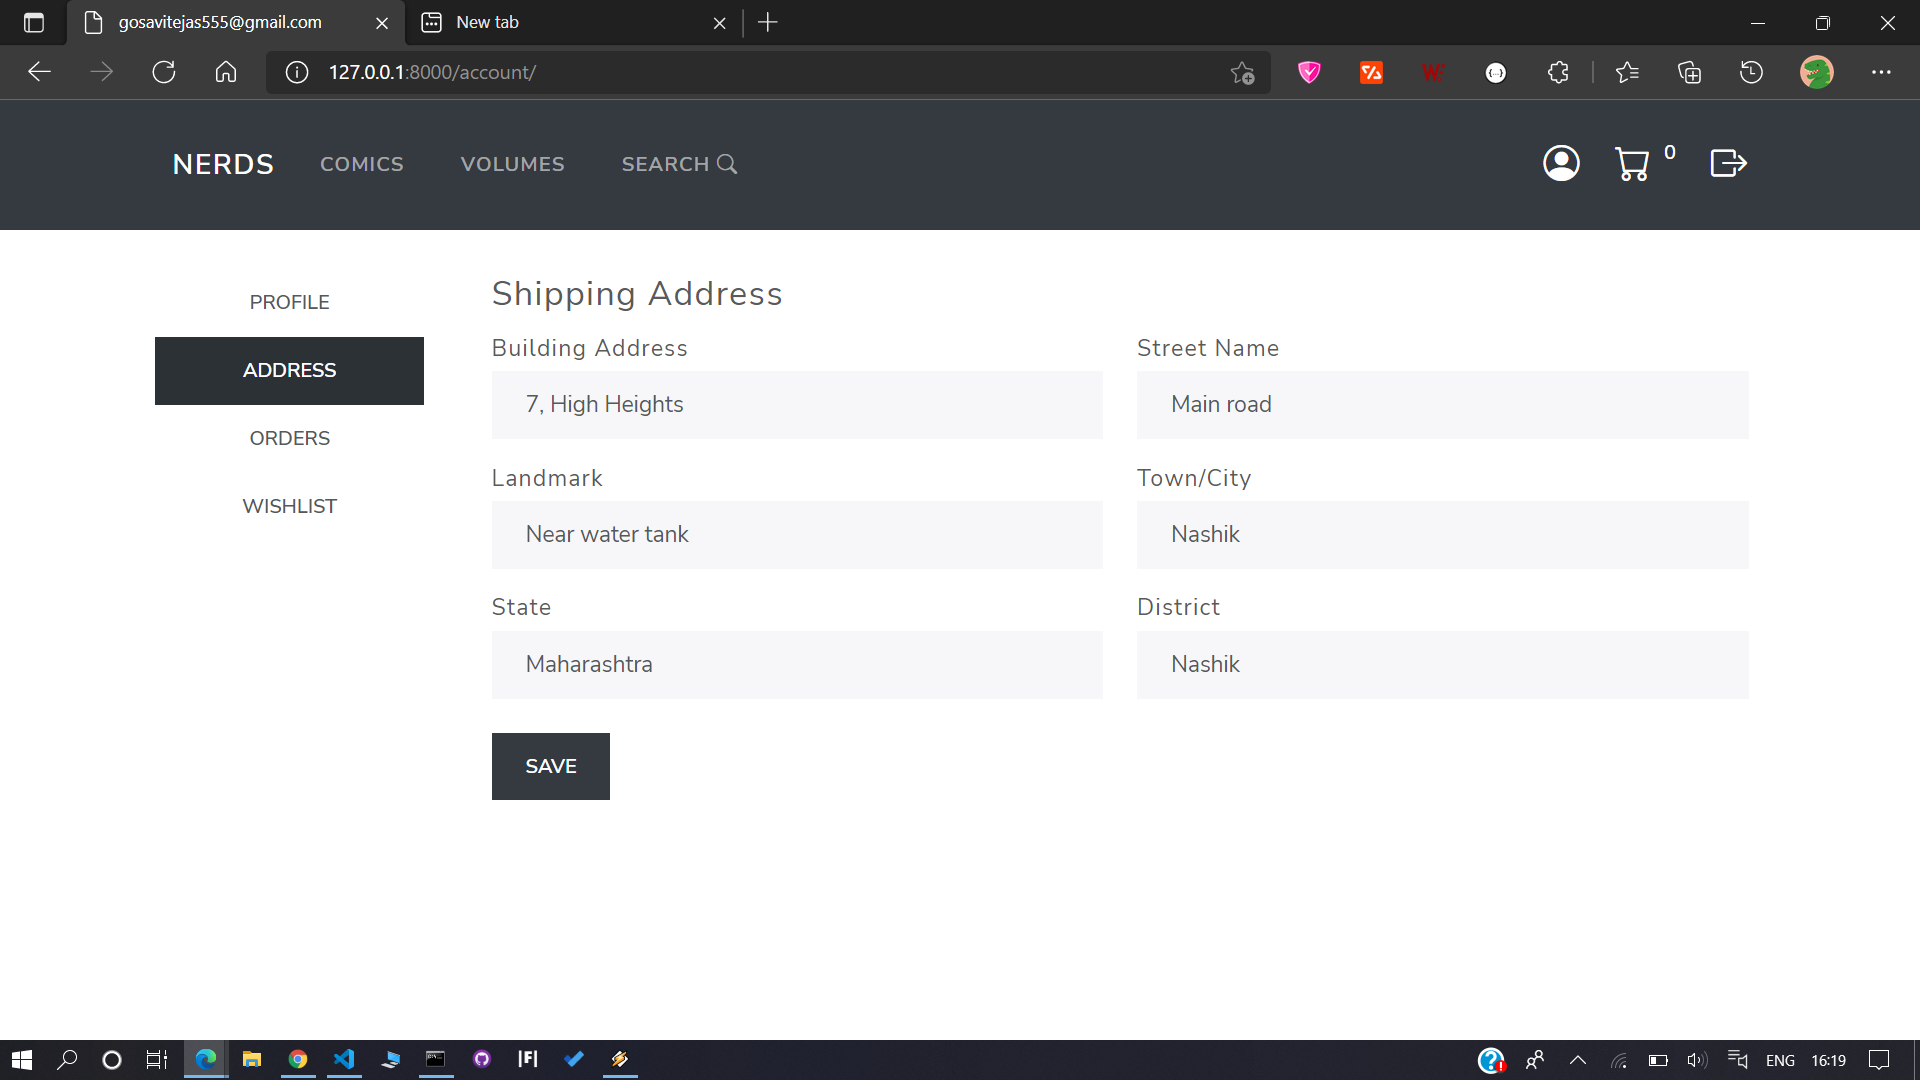 gosavitejas555@gmail.com
New tab
127.0.0.1:8000/account/
NERDS COMICS VOLUMES SEARCH 0
PROFILE
ADDRESS
ORDERS
WISHLIST
Shipping Address
Building Address Street Name
7, High Heights Main road
Landmark Town/City
Near water tank Nashik
State District
Maharashtra Nashik
SAVE
ENG 16:19